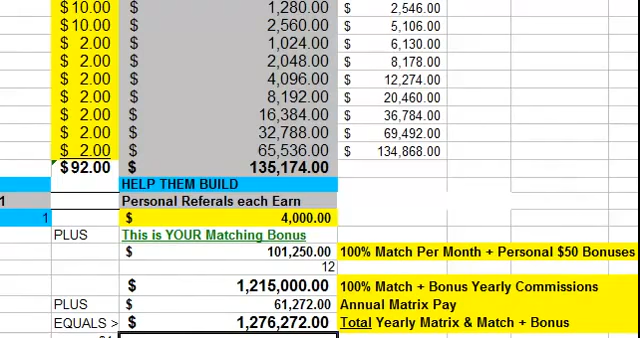 $10.00 $ 1,280.00 $ 2,546.00
$10.00 $ 2,560.00 $ 5,106.00
$ 2.00 $ 1,024.00 $ 6,130.00
$ 2.00 $ 2,048.00 $ 8,178.00
$ 2.00 $ 4,096.00 $ 12,274.00
$ 2.00 $ 8,192.00 $ 20,460.00
$ 2.00 $ 16,384.00 $ 36,784.00
$ 2.00 $ 32,788.00 $ 69,492.00
$ 2.00 $ 65,536.00 $ 134,868.00
$92.00 $ 135,174.00
HELP THEM BUILD
1 Personal Referals each Earn
1 $ 4,000.00
PLUS This is YOUR Matching Bonus
$ 101,250.00 100% Match Per Month + Personal $50 Bonuses
12
$ 1,215,000.00 100% Match + Bonus Yearly Commissions
PLUS $ 61,272.00 Annual Matrix Pay
EQUALS > $ 1,276,272.00 Total Yearly Matrix & Match + Bonus